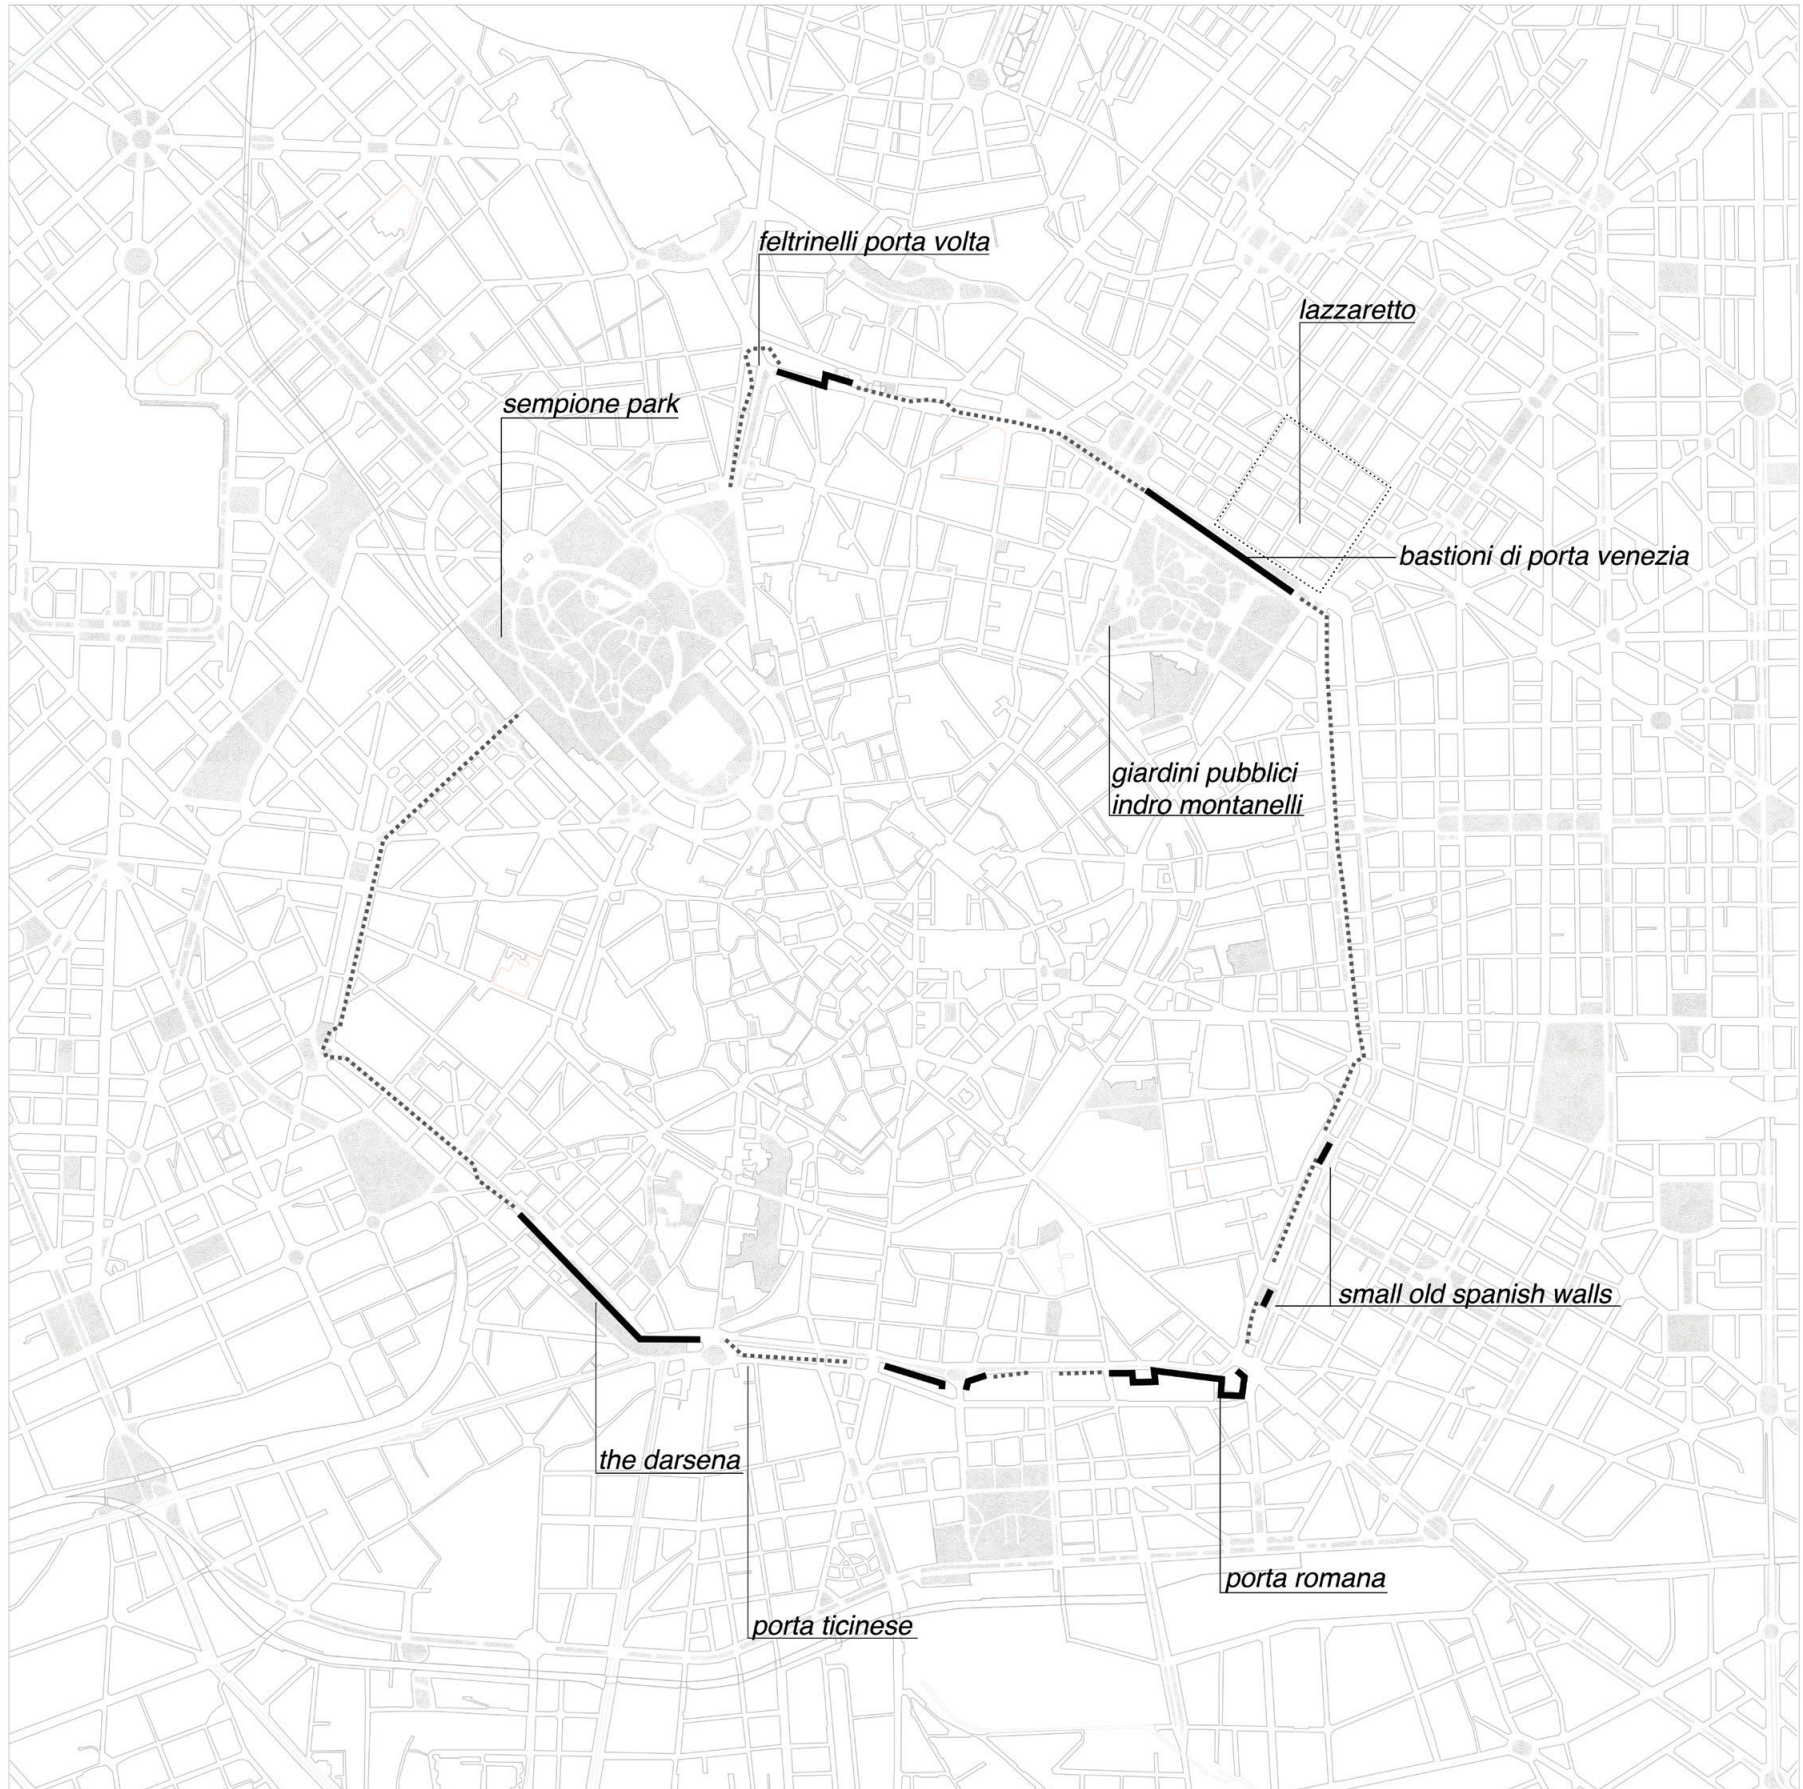 feltrinelli porta volta
lazzaretto
sempione park
bastioni di porta venezia
giardini pubblici
indro montanelli
small old spanish walls
the darsena
porta romana
porta ticinese